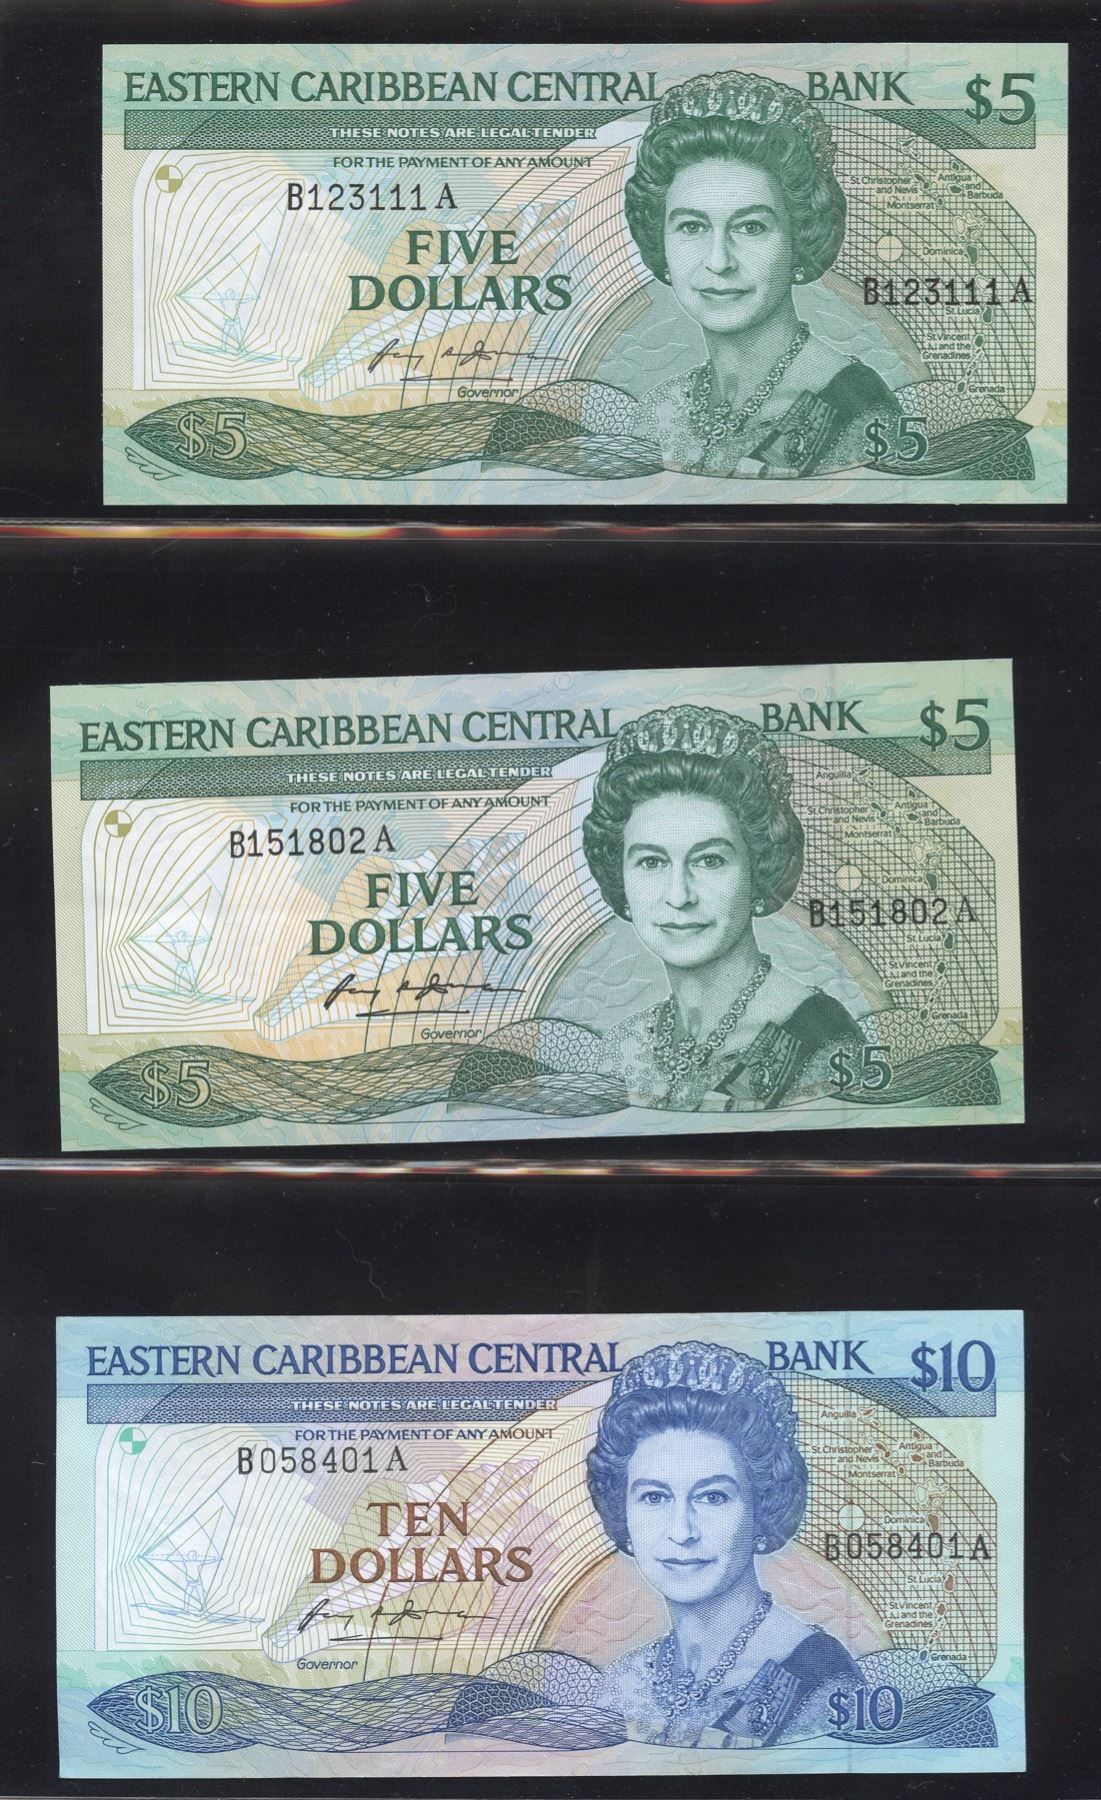 EASTERN CARIBBEAN CENTRAL BANK $5
THESE NOTES ARE LEGAL TENDER
FOR THE PAYMENT OF ANY AMOUNT
B123111 A
FIVE
DOLLARS
Governor
$5
St. Christopher and Nevis
Antigua and Barbuda
Montserrat
Dominica
B123111 A
St. Lucia
St. Vincent and the Grenadines
Grenada
$5
EASTERN CARIBBEAN CENTRAL BANK $5
THESE NOTES ARE LEGAL TENDER
FOR THE PAYMENT OF ANY AMOUNT
B151802 A
FIVE
DOLLARS
Governor
$5
Anguilla
St. Christopher and Nevis
Antigua and Barbuda
Montserrat
Dominica
B151802 A
St. Lucia
St. Vincent and the Grenadines
Grenada
$5
EASTERN CARIBBEAN CENTRAL BANK $10
THESE NOTES ARE LEGAL TENDER
FOR THE PAYMENT OF ANY AMOUNT
B058401 A
TEN
DOLLARS
Governor
$10
Anguilla
St. Christopher and Nevis
Antigua and Barbuda
Montserrat
Dominica
B058401 A
St. Lucia
St. Vincent and the Grenadines
Grenada
$10